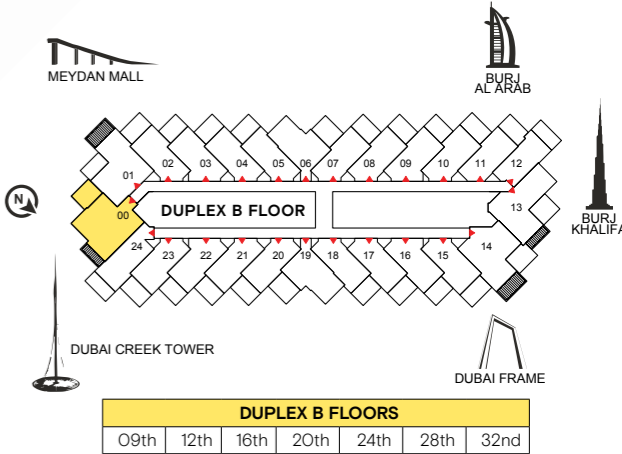 MEYDAN MALL
BURJ
AL ARAB
BURJ
KHALIFA
N
01 02 03 04 05 06 07 08 09 10 11 12
00
DUPLEX B FLOOR
13
24 23 22 21 20 19 18 17 16 15 14
DUBAI CREEK TOWER
DUBAI FRAME
DUPLEX B FLOORS
09th 12th 16th 20th 24th 28th 32nd